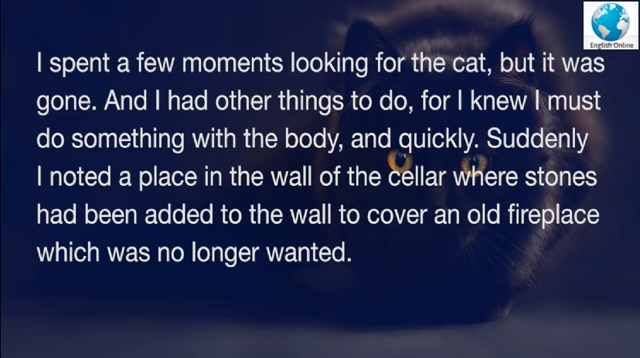 English Online
I spent a few moments looking for the cat, but it was
gone. And I had other things to do, for I knew I must
do something with the body, and quickly. Suddenly
I noted a place in the wall of the cellar where stones
had been added to the wall to cover an old fireplace
which was no longer wanted.